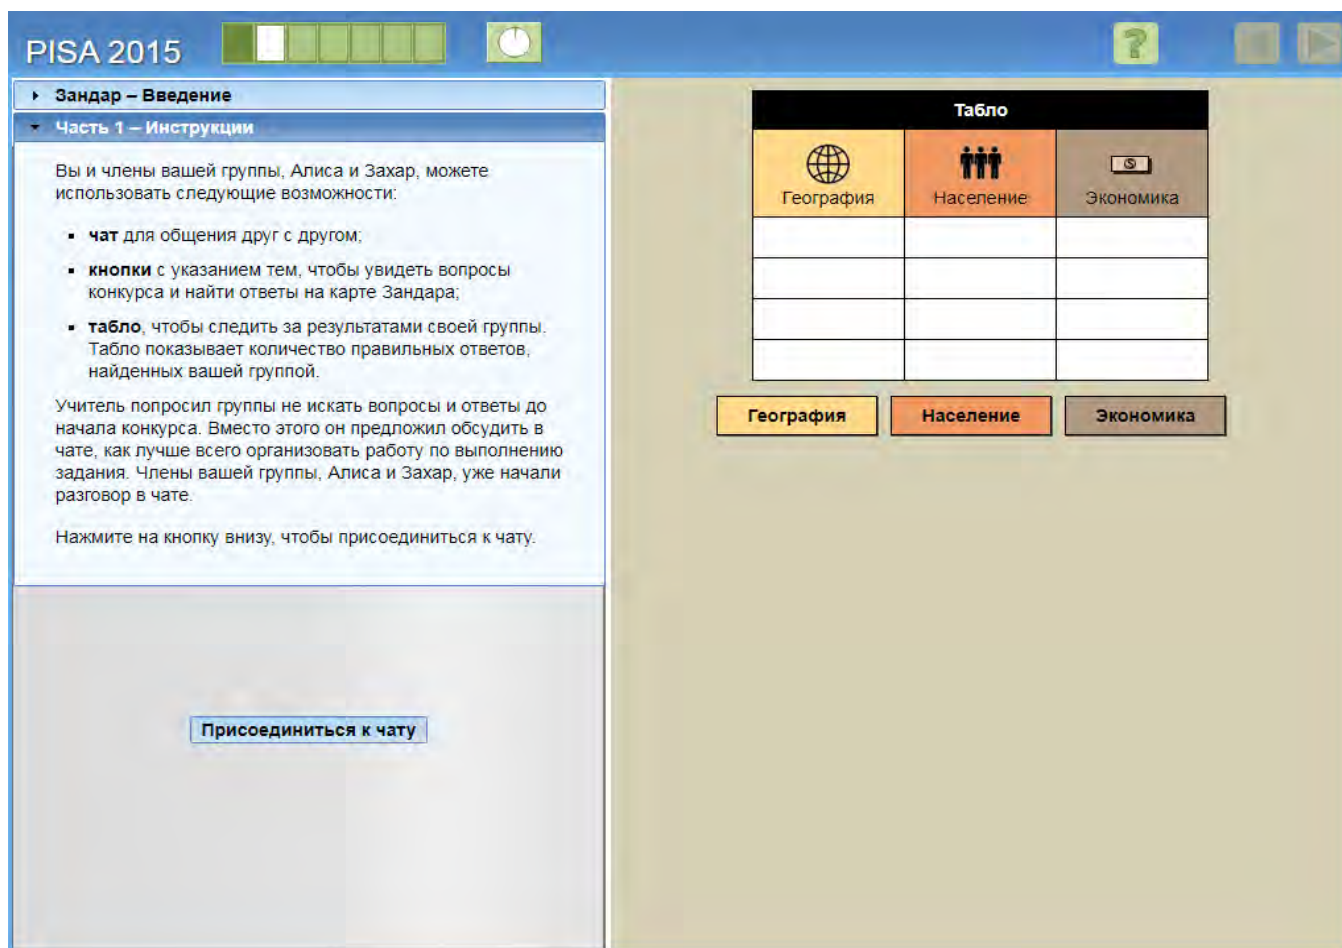 PISA 2015
?
Зандар – Введение
Часть 1 – Инструкции
Вы и члены вашей группы, Алиса и Захар, можете
использовать следующие возможности:
▪ чат для общения друг с другом;
▪ кнопки с указанием тем, чтобы увидеть вопросы
конкурса и найти ответы на карте Зандара;
▪ табло, чтобы следить за результатами своей группы.
Табло показывает количество правильных ответов,
найденных вашей группой.
Учитель попросил группы не искать вопросы и ответы до
начала конкурса. Вместо этого он предложил обсудить в
чате, как лучше всего организовать работу по выполнению
задания. Члены вашей группы, Алиса и Захар, уже начали
разговор в чате.
Нажмите на кнопку внизу, чтобы присоединиться к чату.
Присоединиться к чату
Табло
География Население Экономика
География Население Экономика